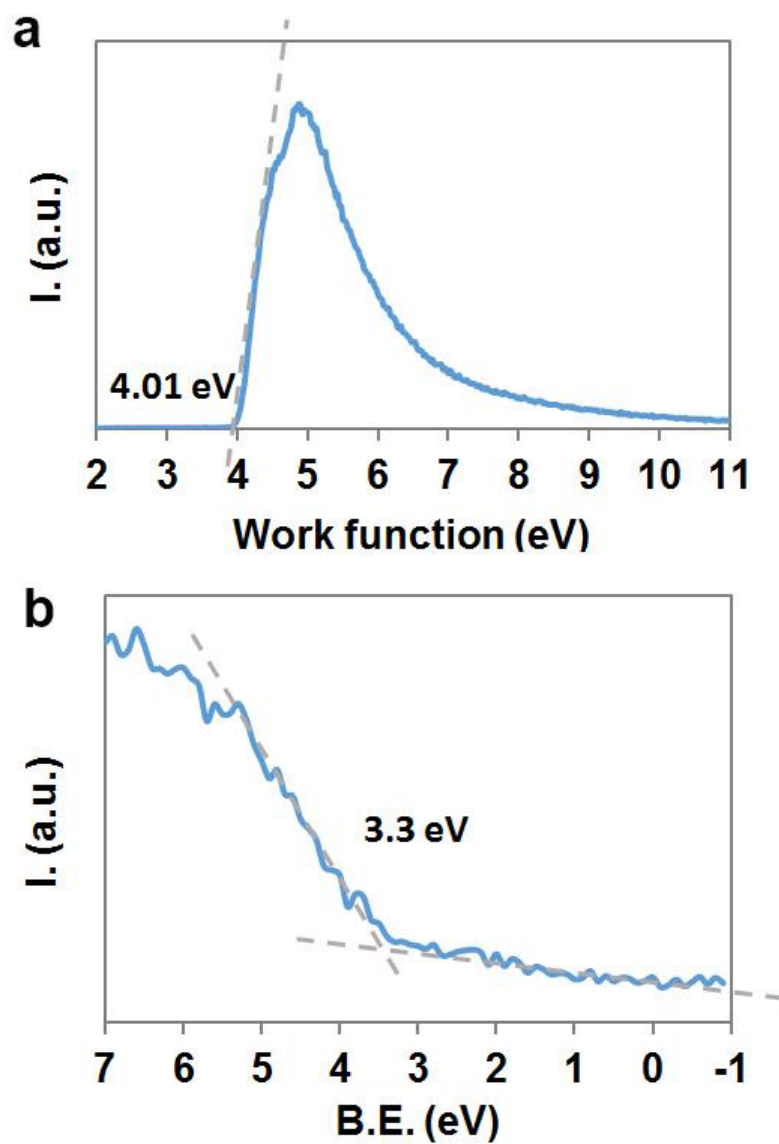 a
I. (a.u.)
4.01 eV
2 3 4 5 6 7 8 9 10 11
Work function (eV)
b
I. (a.u.)
3.3 eV
7 6 5 4 3 2 1 0 -1
B.E. (eV)